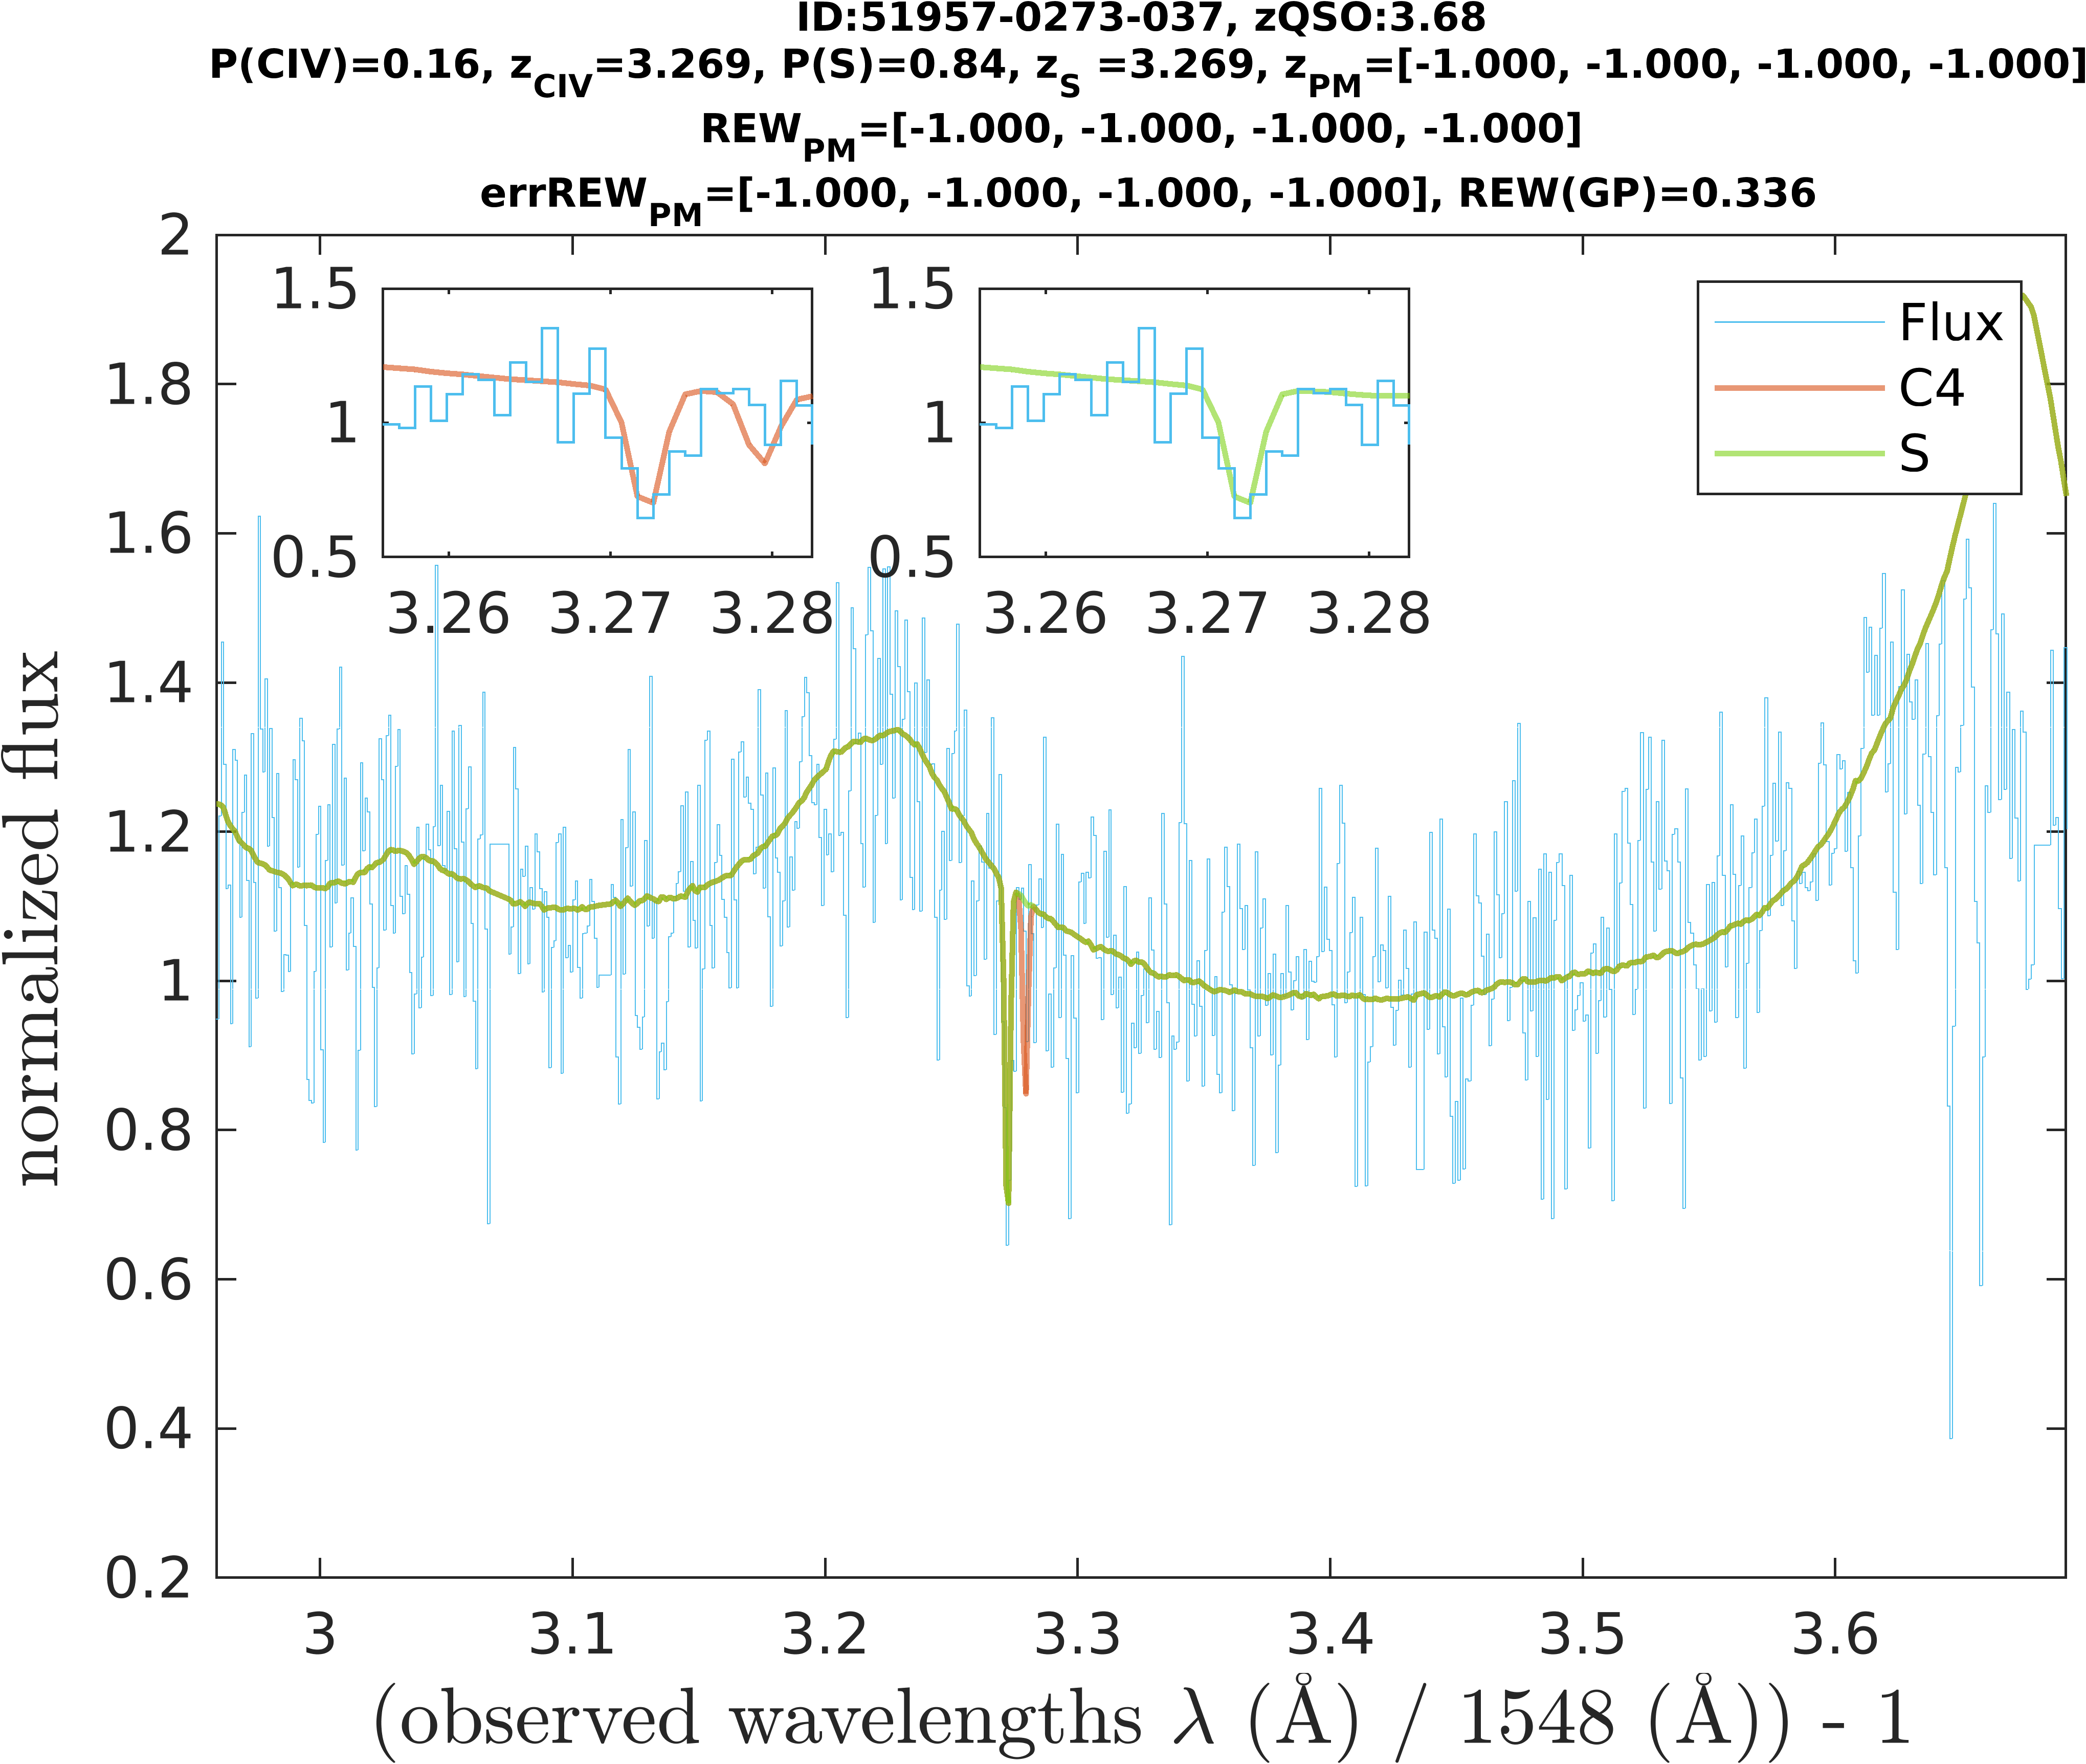 ID:51957-0273-037, zQSO:3.68
P(CIV)=0.16, zCIV=3.269, P(S)=0.84, zS =3.269, zPM=[-1.000, -1.000, -1.000, -1.000]
REWPM=[-1.000, -1.000, -1.000, -1.000]
errREWPM=[-1.000, -1.000, -1.000, -1.000], REW(GP)=0.336
2
1.8
1.6
1.4
1.2
1
0.8
0.6
0.4
0.2
normalized flux
1.5
1
0.5
3.26 3.27 3.28
1.5
1
0.5
3.26 3.27 3.28
Flux
C4
S
3 3.1 3.2 3.3 3.4 3.5 3.6
(observed wavelengths λ (Å) / 1548 (Å)) - 1